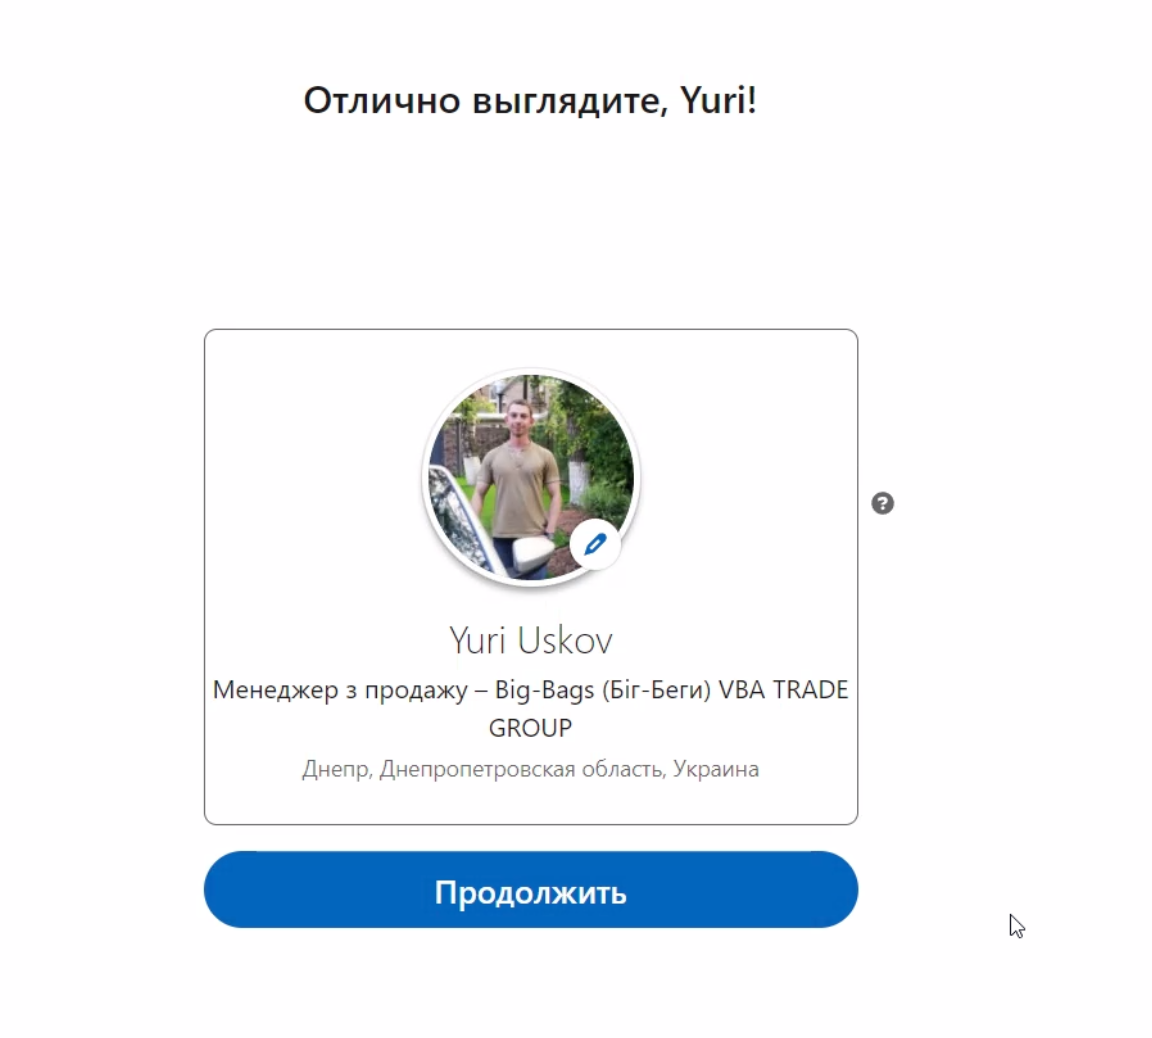 Отлично выглядите, Yuri!
Yuri Uskov
Менеджер з продажу – Big-Bags (Біг-Беги) VBA TRADE
GROUP
Днепр, Днепропетровская область, Украина
Продолжить